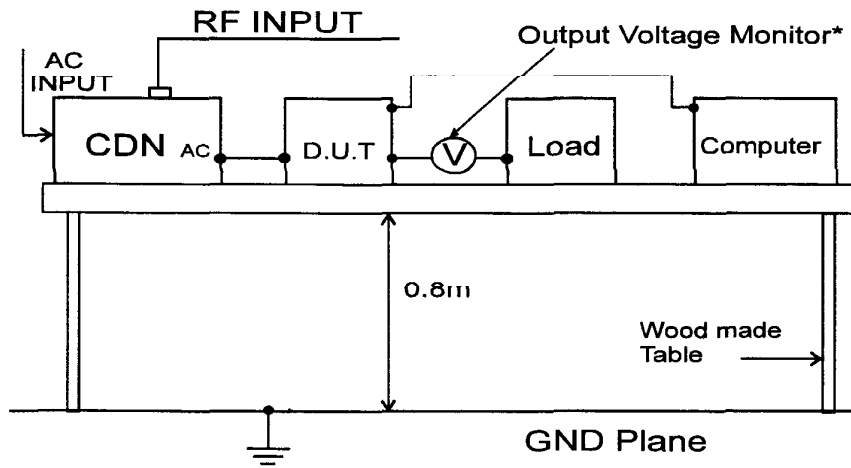 RF INPUT
AC
INPUT
Output Voltage Monitor*
CDN AC
D.U.T
V
Load
Computer
0.8m
Wood made
Table
GND Plane